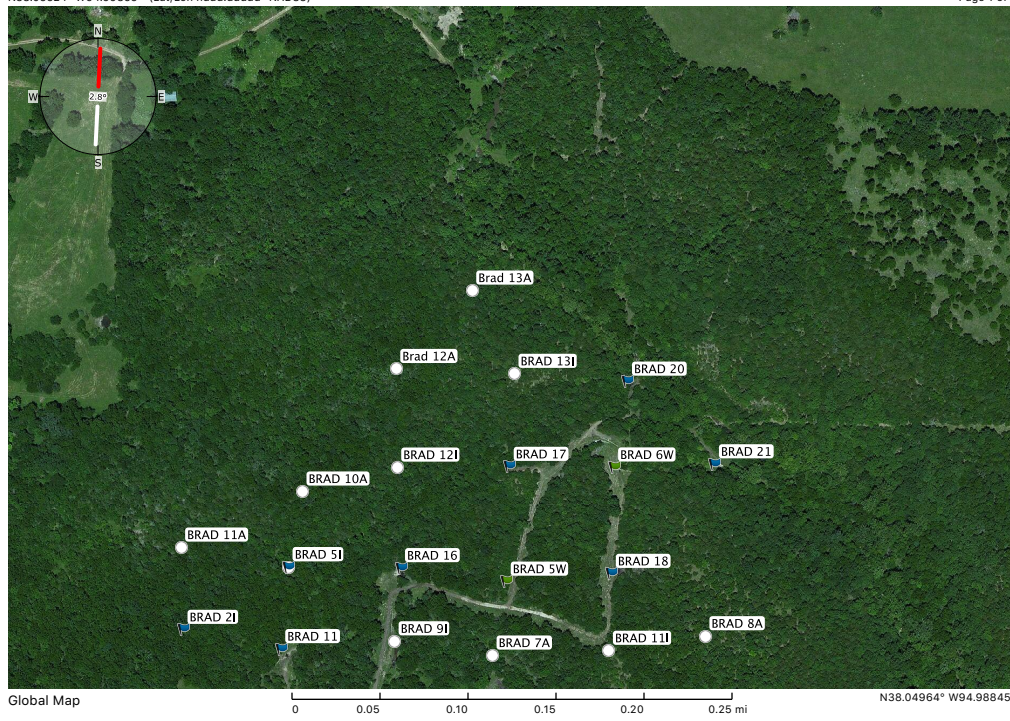 N
W
2.8°
E
S
Brad 13A
Brad 12A
BRAD 13I
BRAD 20
BRAD 12I
BRAD 17
BRAD 6W
BRAD 21
BRAD 10A
BRAD 11A
BRAD 5I
BRAD 16
BRAD 5W
BRAD 18
BRAD 2I
BRAD 11
BRAD 9I
BRAD 7A
BRAD 11I
BRAD 8A
Global Map
0 0.05 0.10 0.15 0.20 0.25 mi
N38.04964° W94.98845